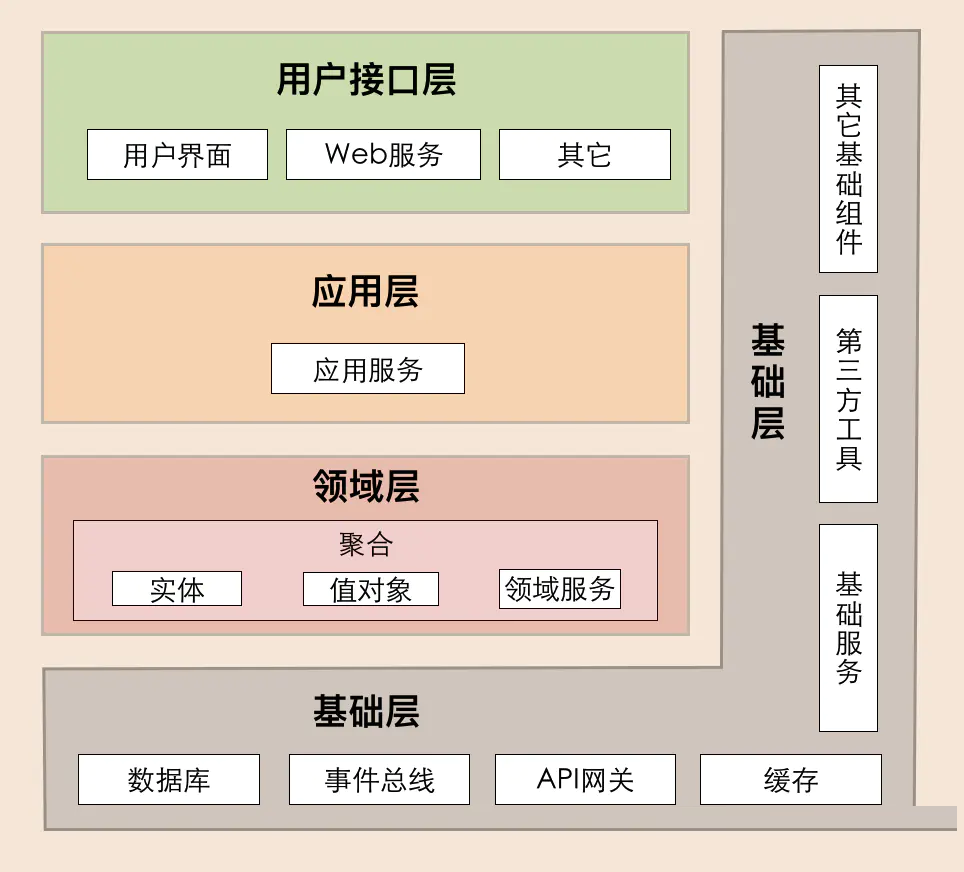 用户接口层
用户界面
Web服务
其它
应用层
应用服务
领域层
聚合
实体
值对象
领域服务
基础层
数据库
事件总线
API网关
缓存
基础层
其它基础组件
第三方工具
基础服务